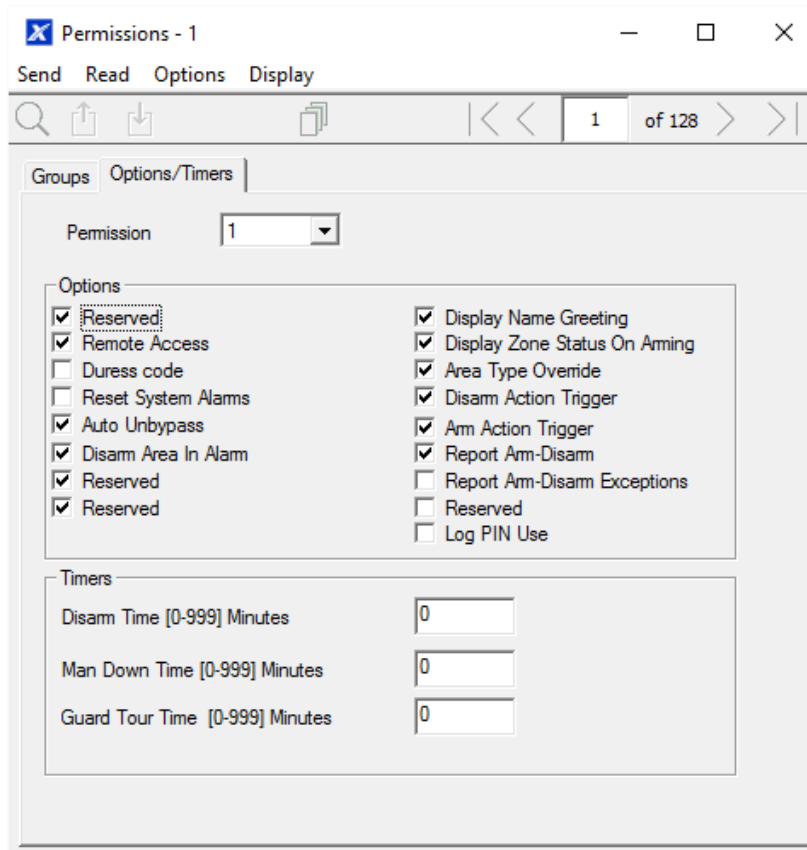 Permissions - 1
Send Read Options Display
1 of 128
Groups Options/Timers
Permission 1
Options
Reserved
Remote Access
Duress code
Reset System Alarms
Auto Unbypass
Disarm Area In Alarm
Reserved
Reserved
Display Name Greeting
Display Zone Status On Arming
Area Type Override
Disarm Action Trigger
Arm Action Trigger
Report Arm-Disarm
Report Arm-Disarm Exceptions
Reserved
Log PIN Use
Timers
Disarm Time [0-999] Minutes 0
Man Down Time [0-999] Minutes 0
Guard Tour Time [0-999] Minutes 0